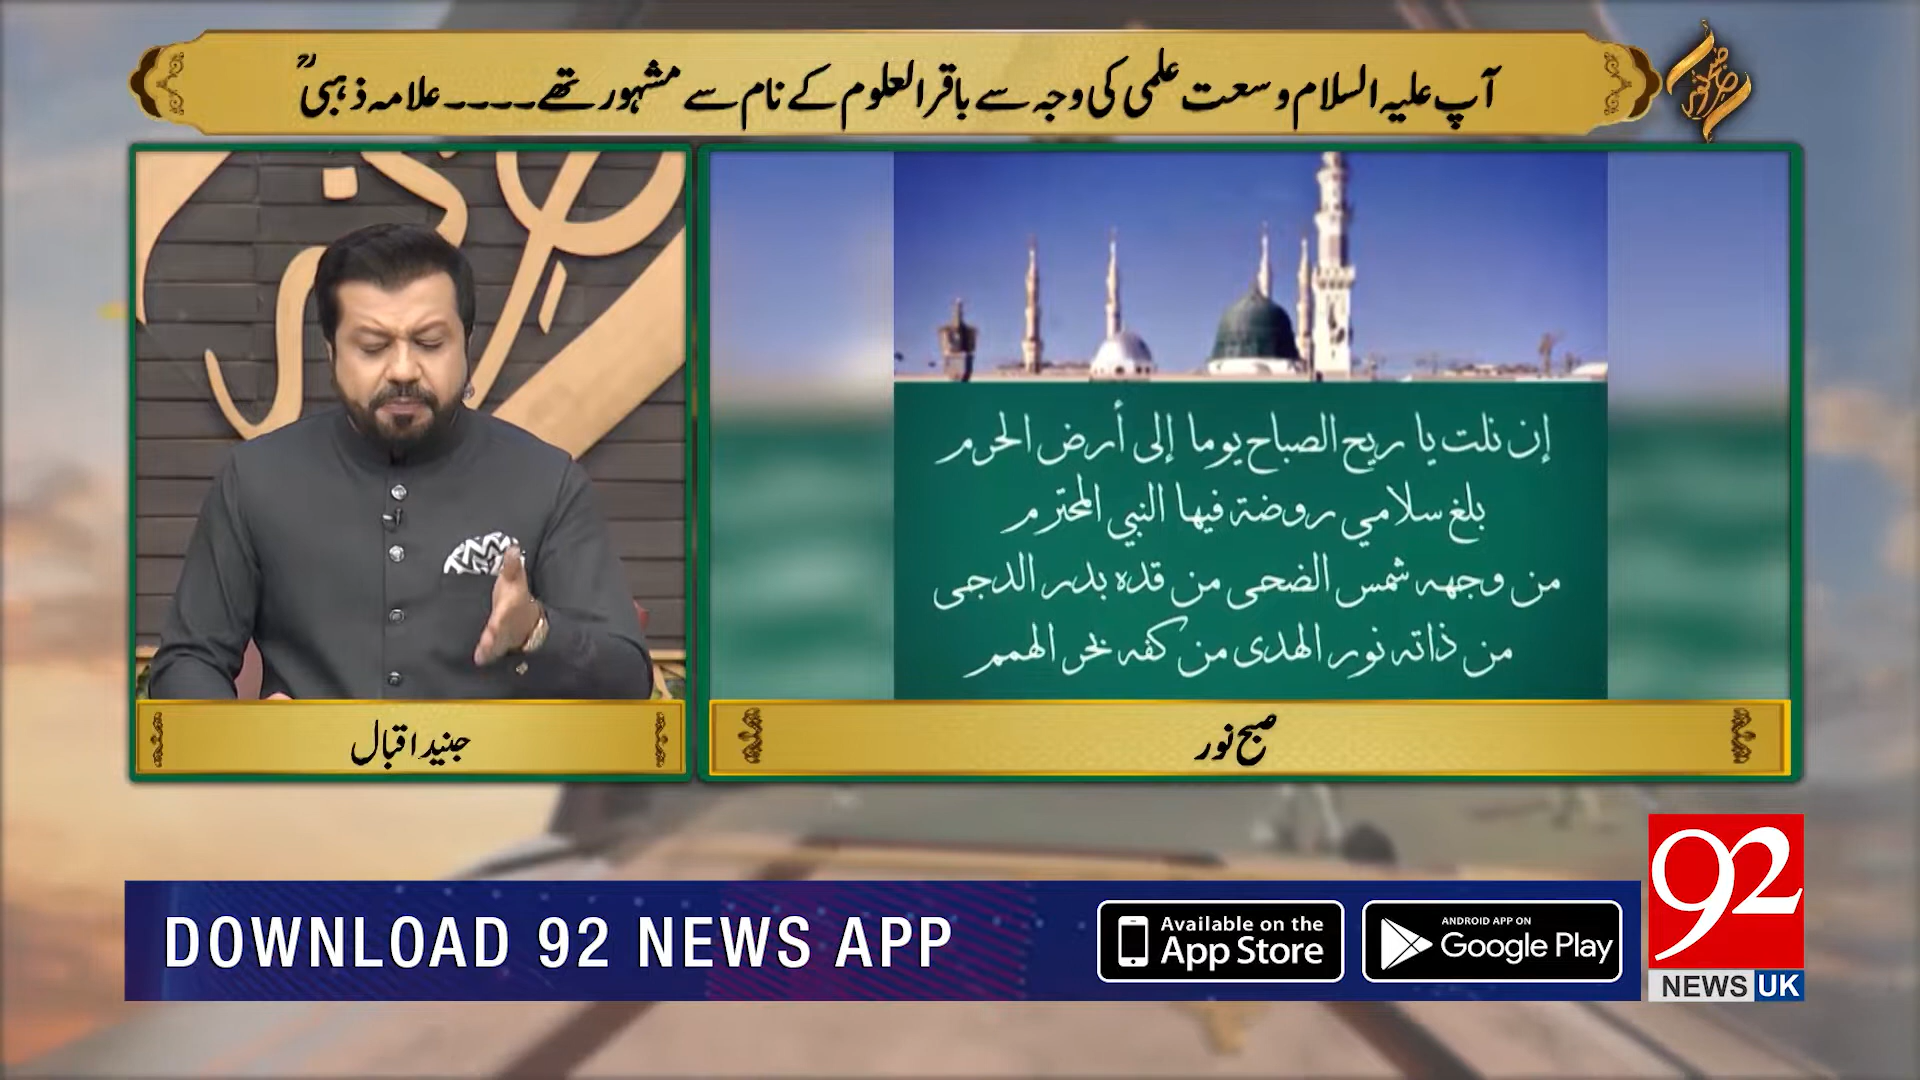 آپ علیہ السلام وسعت علمی کی وجہ سے باقر العلوم کے نام سے مشہور تھے۔۔۔۔علامہ ذہبیؒ
صبح نور
إن نلت يا ريح الصباح يوما إلى أرض الحرم
بلغ سلامي روضة فيها النبي المحترم
من وجهه شمس الضحى من قده بدر الدجى
من ذاته نور الهدى من كفه بخر الهمم
جنید اقبال
صبح نور
DOWNLOAD 92 NEWS APP
Available on the
App Store
ANDROID APP ON
Google Play
92
NEWS UK